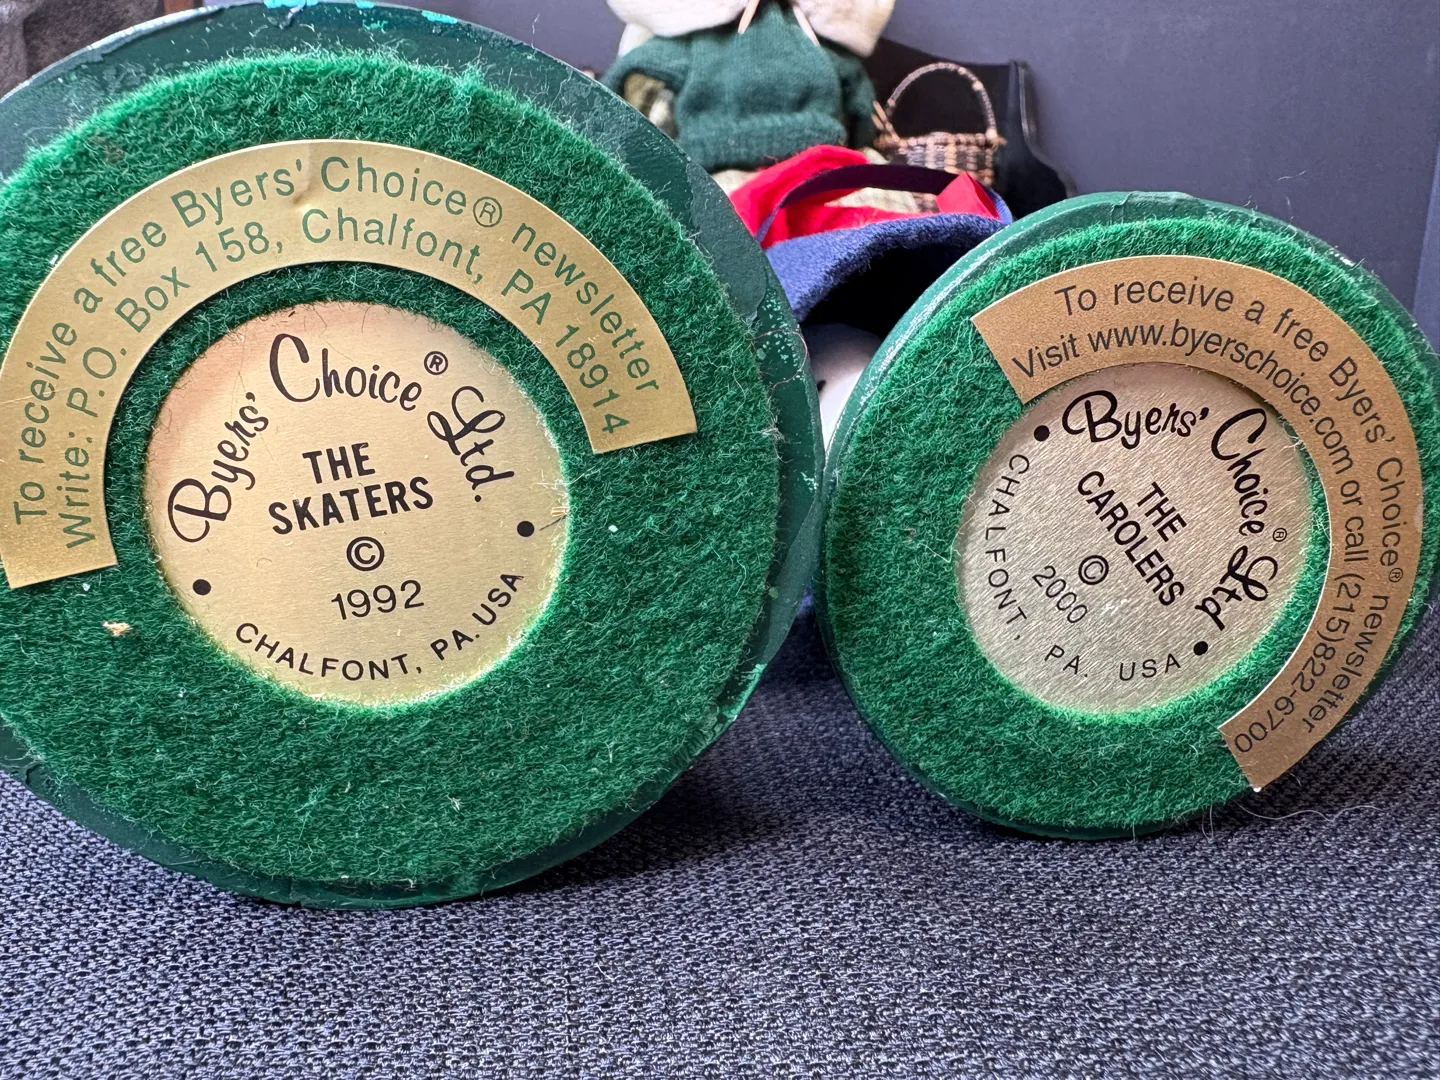 To receive a free Byers' Choice® newsletter
Write: P.O. Box 158, Chalfont, PA 18914
Byers' Choice® Ltd.
THE
SKATERS
©
1992
CHALFONT, PA. USA
To receive a free Byers' Choice® newsletter
Visit www.byerschoice.com or call (215)822-6700
Byers' Choice® Ltd
THE
CAROLERS
©
2000
CHALFONT, PA. USA